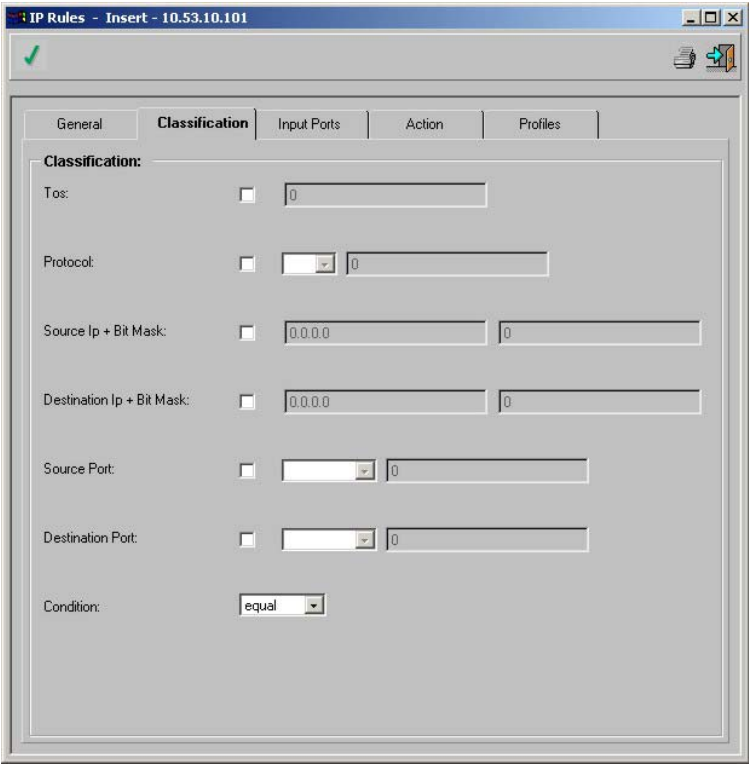 IP Rules - Insert - 10.53.10.101
General Classification Input Ports Action Profiles
Classification:
Tos: 0
Protocol: 0
Source Ip + Bit Mask: 0.0.0.0 0
Destination Ip + Bit Mask: 0.0.0.0 0
Source Port: 0
Destination Port: 0
Condition: equal